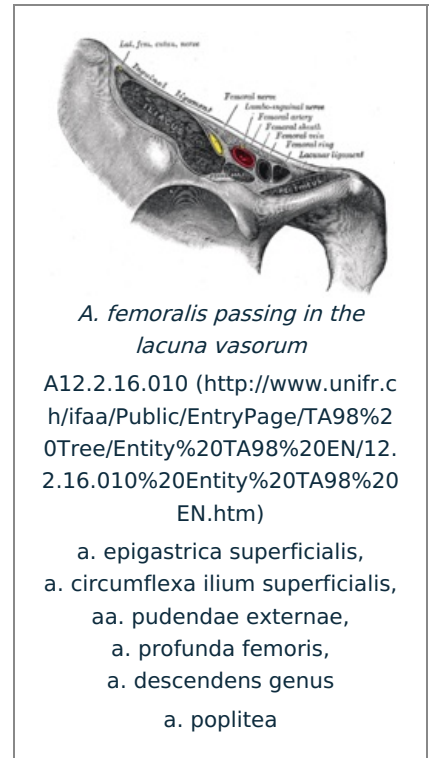 Lat. fem. cutan. nerve
Inguinal ligament
Femoral nerve
Lumbo-inguinal nerve
Femoral artery
Femoral sheath
Femoral vein
Femoral ring
Lacunar ligament
ILIACUS
PECTINEUS
A. femoralis passing in the
lacuna vasorum
A12.2.16.010 (http://www.unifr.c
h/ifaa/Public/EntryPage/TA98%2
0Tree/Entity%20TA98%20EN/12.
2.16.010%20Entity%20TA98%20
EN.htm)
a. epigastrica superficialis,
a. circumflexa ilium superficialis,
aa. pudendae externae,
a. profunda femoris,
a. descendens genus
a. poplitea